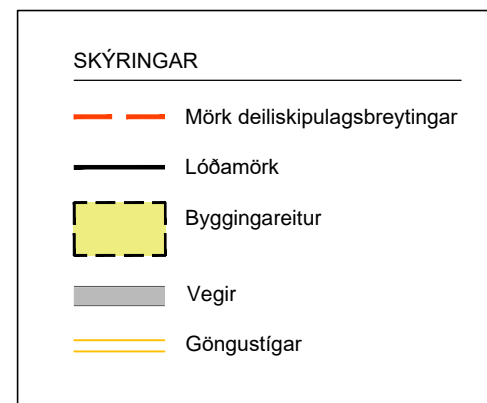 SKÝRINGAR
Mörk deiliskipulagsbreytingar
Lóðamörk
Byggingareitur
Vegir
Göngustígar